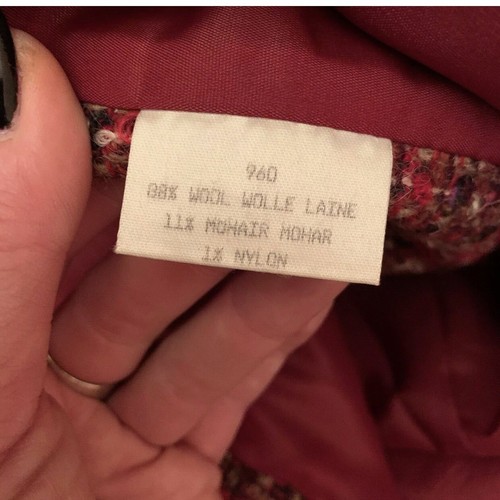 960
88% WOOL WOLLE LAINE
11% MOHAIR MOHAR
1% NYLON